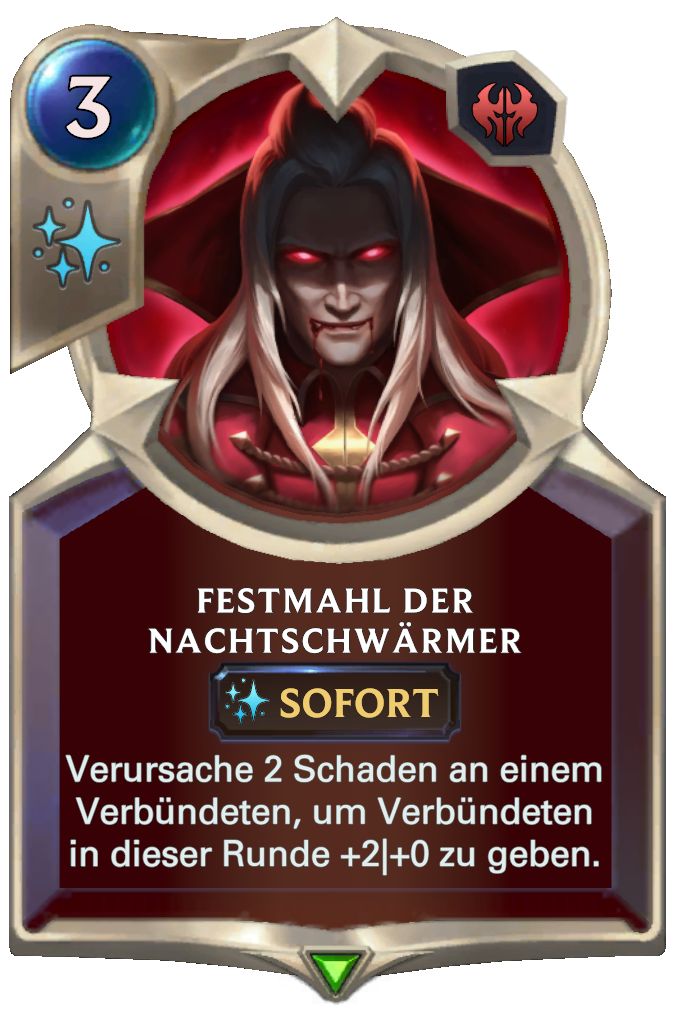 3
FESTMAHL DER
NACHTSCHWÄRMER
SOFORT
Verursache 2 Schaden an einem
Verbündeten, um Verbündeten
in dieser Runde +2|+0 zu geben.